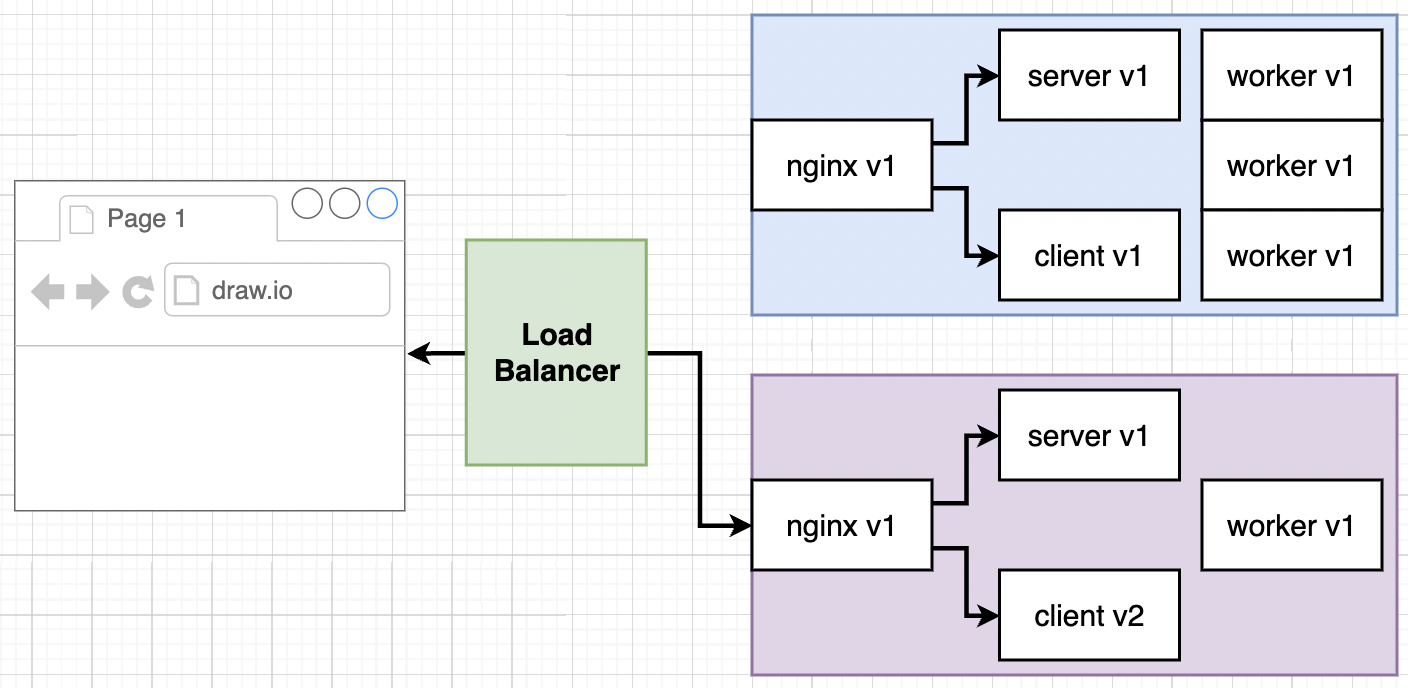 Page 1
draw.io
Load
Balancer
nginx v1
server v1
client v1
worker v1
worker v1
worker v1
nginx v1
server v1
client v2
worker v1